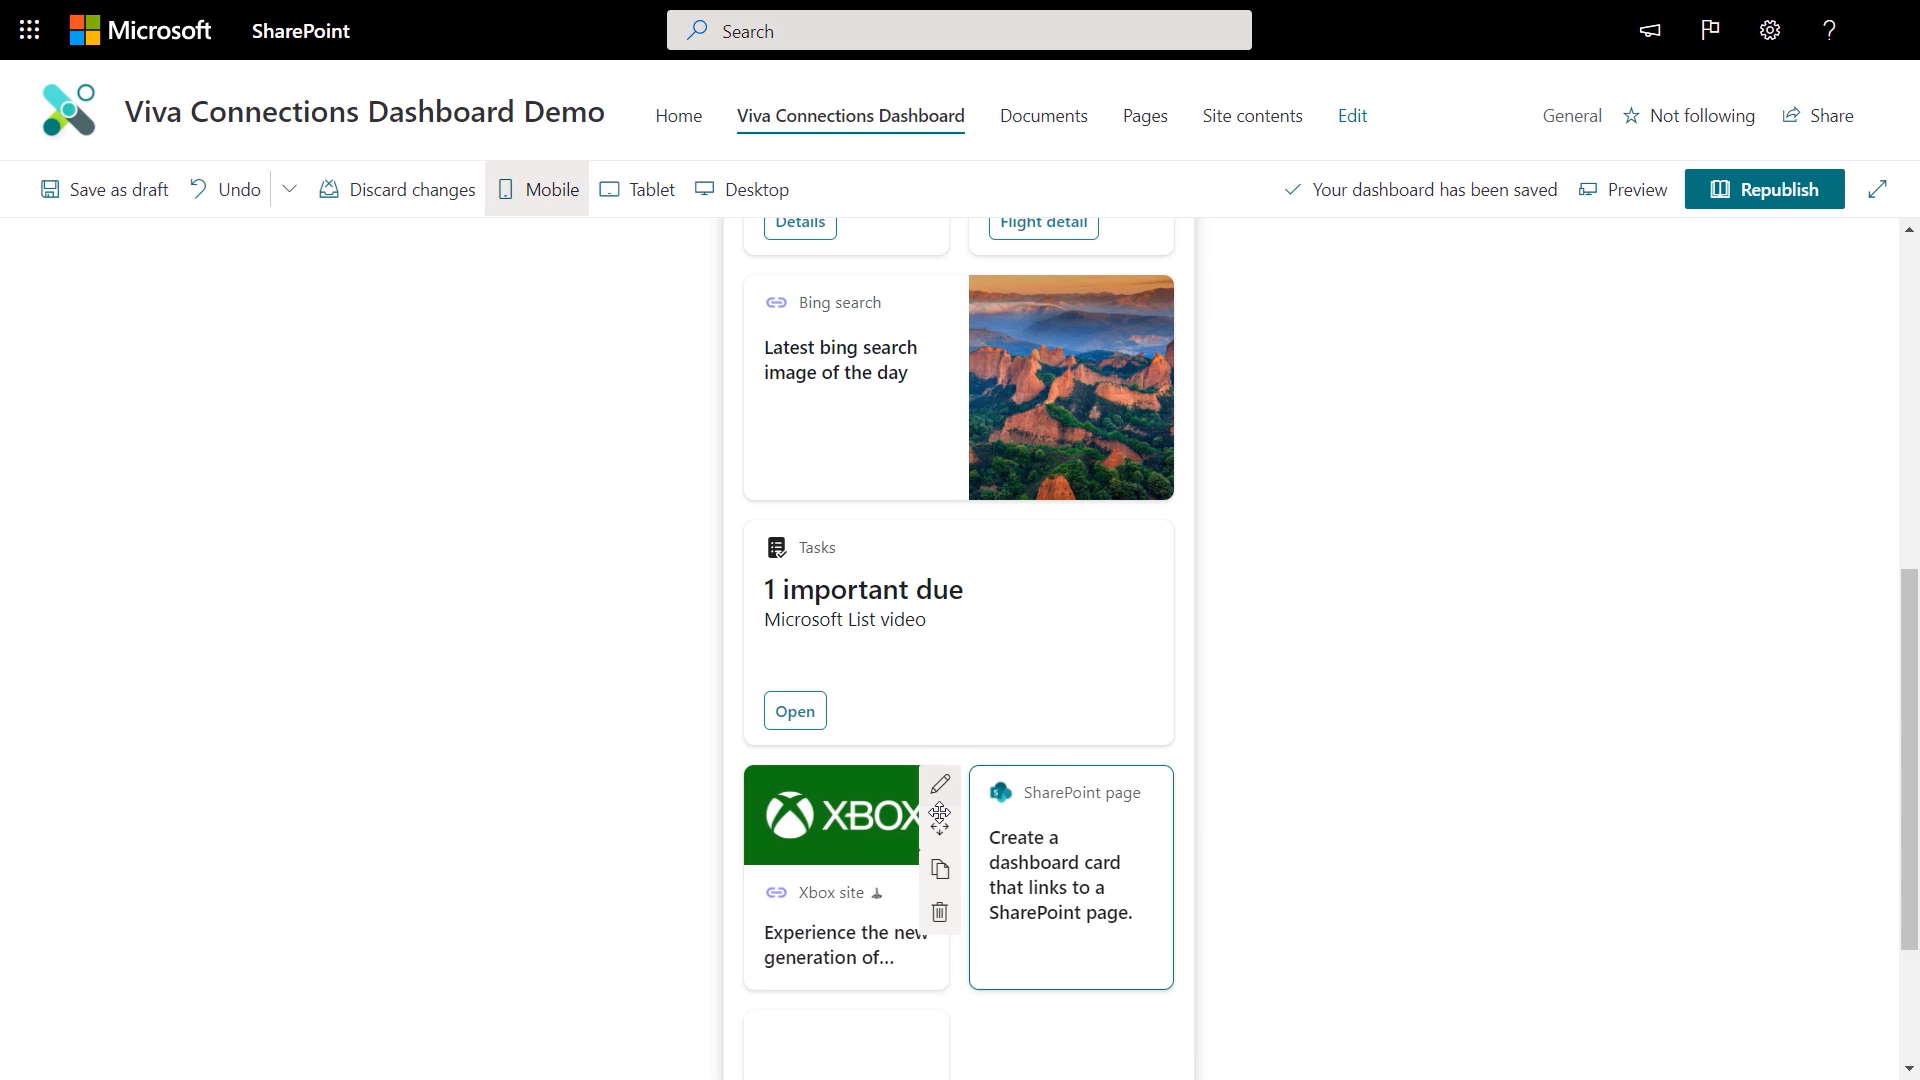 Microsoft SharePoint Search
Viva Connections Dashboard Demo Home Viva Connections Dashboard Documents Pages Site contents Edit General Not following Share
Save as draft Undo Discard changes Mobile Tablet Desktop Your dashboard has been saved Preview Republish
Details Flight detail
Bing search
Latest bing search
image of the day
Tasks
1 important due
Microsoft List video
Open
XBOX
Xbox site
Experience the new
generation of...
SharePoint page
Create a
dashboard card
that links to a
SharePoint page.